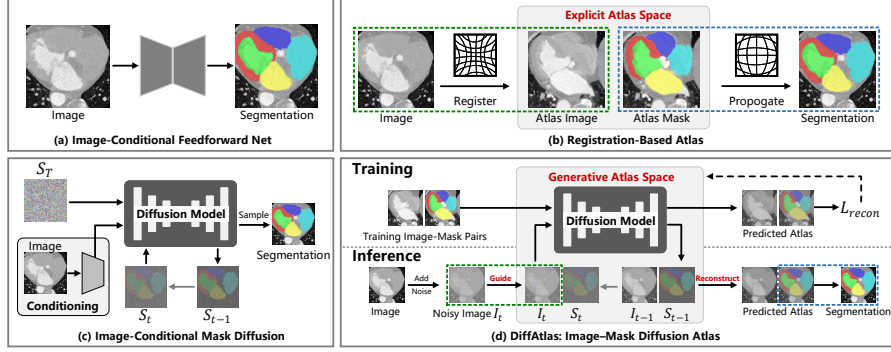 Image
Segmentation
(a) Image-Conditional Feedforward Net
Explicit Atlas Space
Register
Propogate
Image
Atlas Image
Atlas Mask
Segmentation
(b) Registration-Based Atlas
S_T
Diffusion Model
Sample
Image
Segmentation
Conditioning
S_t
S_{t-1}
(c) Image-Conditional Mask Diffusion
Training
Generative Atlas Space
Diffusion Model
L_{recon}
Training Image-Mask Pairs
Predicted Atlas
Inference
Add
Noise
Guide
Reconstruct
Image
Noisy Image I_t
I_t
S_t
I_{t-1}
S_{t-1}
Predicted Atlas
Segmentation
(d) DiffAtlas: Image–Mask Diffusion Atlas